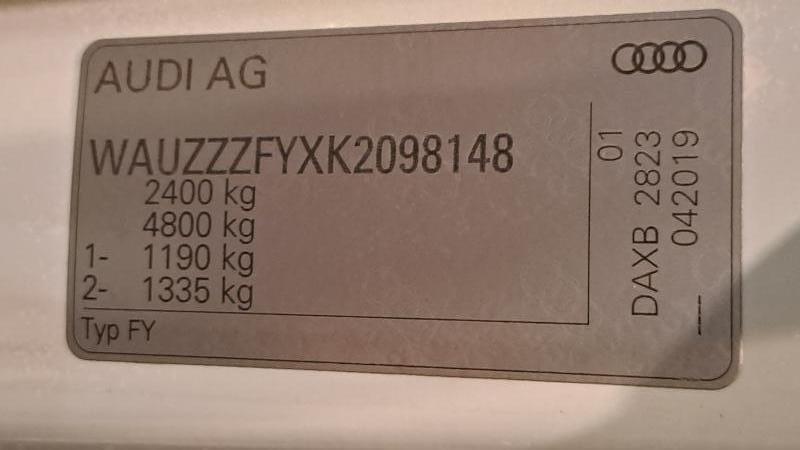 AUDI AG
WAUZZZFYXK2098148
2400 kg
4800 kg
1- 1190 kg
2- 1335 kg
Typ FY
01
DAXB 2823
042019
----